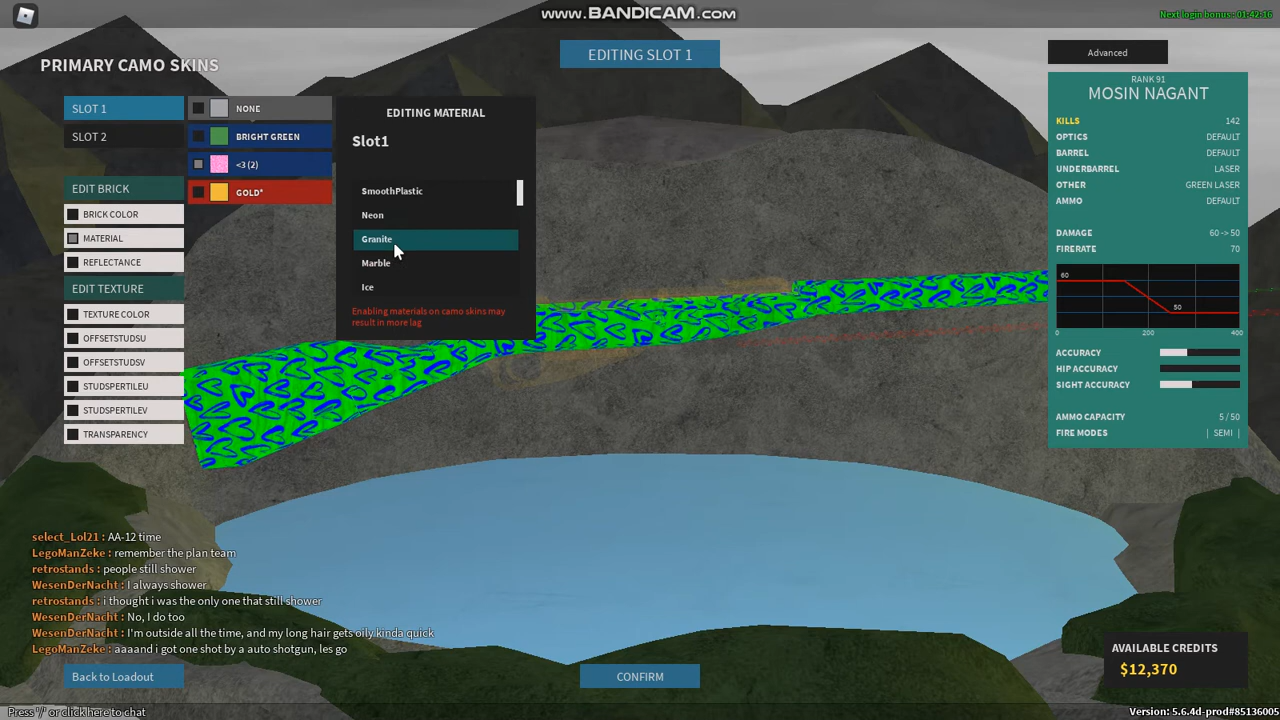 www.BANDICAM.com
Next login bonus: 01:42:16
PRIMARY CAMO SKINS
EDITING SLOT 1
Advanced
SLOT 1
SLOT 2
EDIT BRICK
BRICK COLOR
MATERIAL
REFLECTANCE
EDIT TEXTURE
TEXTURE COLOR
OFFSETSTUDSU
OFFSETSTUDSV
STUDSPERTILEU
STUDSPERTILEV
TRANSPARENCY
NONE
BRIGHT GREEN
<3 (2)
GOLD*
EDITING MATERIAL
Slot1
SmoothPlastic
Neon
Granite
Marble
Ice
Enabling materials on camo skins may
result in more lag
RANK 91
MOSIN NAGANT
KILLS 142
OPTICS DEFAULT
BARREL DEFAULT
UNDERBARREL LASER
OTHER GREEN LASER
AMMO DEFAULT
DAMAGE 60 -> 50
FIRERATE 70
60
50
0 200 400
ACCURACY
HIP ACCURACY
SIGHT ACCURACY
AMMO CAPACITY 5 / 50
FIRE MODES | SEMI |
select_Lol21 : AA-12 time
LegoManZeke : remember the plan team
retrostands : people still shower
WesenDerNacht : I always shower
retrostands : i thought i was the only one that still shower
WesenDerNacht : No, I do too
WesenDerNacht : I'm outside all the time, and my long hair gets oily kinda quick
LegoManZeke : aaaand i got one shot by a auto shotgun, les go
Back to Loadout
CONFIRM
AVAILABLE CREDITS
$12,370
Press '/' or click here to chat
Version: 5.6.4d-prod#85136005